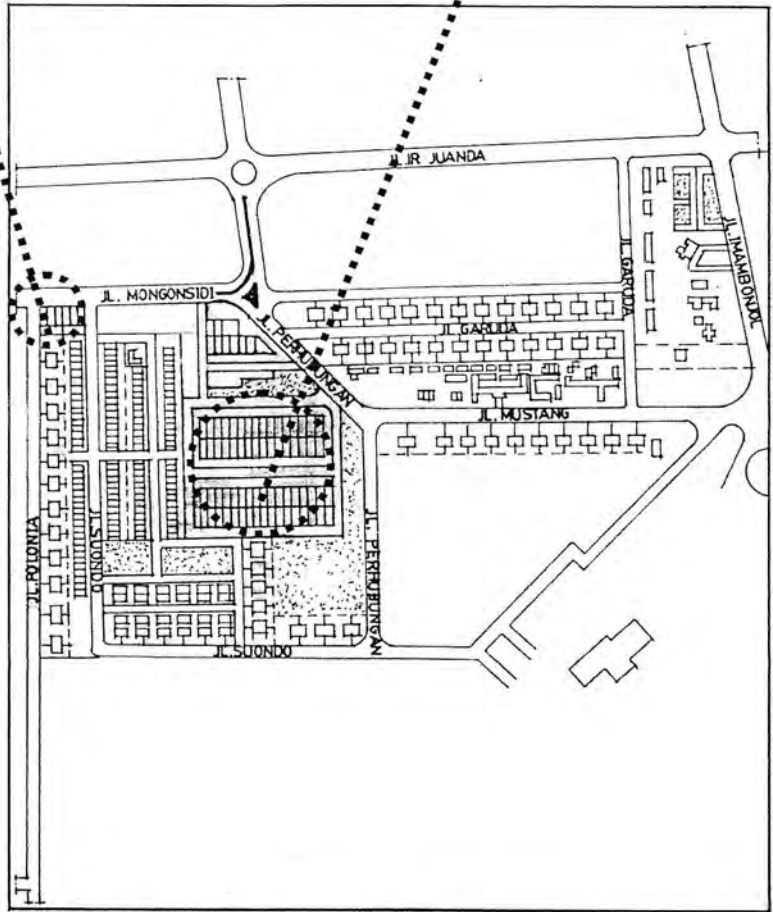 JL. IR JUANDA
JL. IMAMBONJOL
JL. GARUDA
JL. MONGONSIDI
JL. PERHUBUNGAN
JL. GARUDA
JL. MUSTANG
JL. POLONIA
JL. SUONDO
JL. PERHUBUNGAN
JL. SUONDO